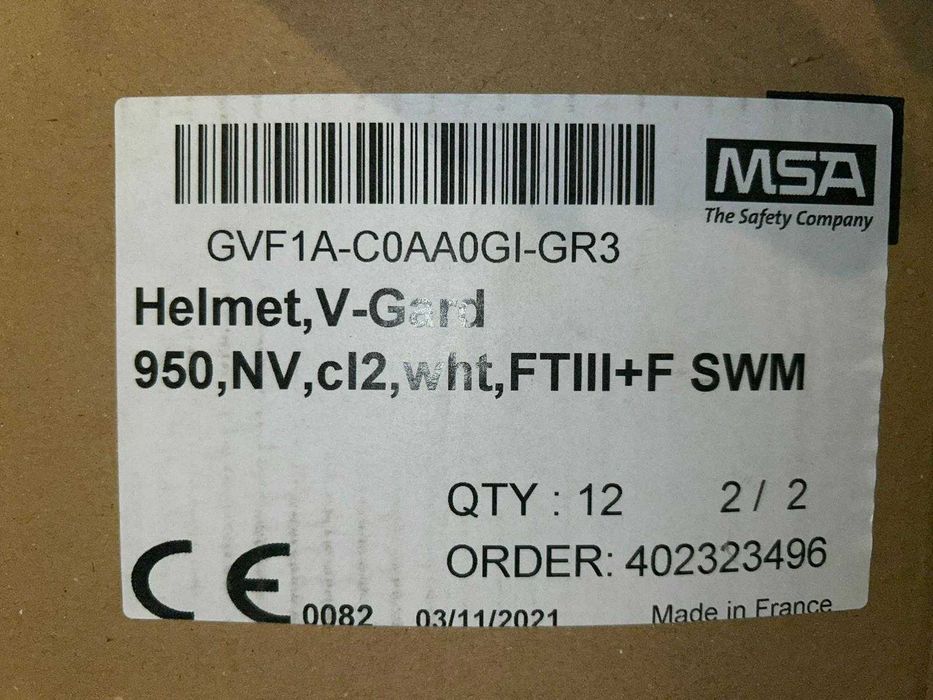 MSA
The Safety Company
GVF1A-C0AA0GI-GR3
Helmet,V-Gard
950,NV,cl2,wht,FTIII+F SWM
QTY : 12 2 / 2
ORDER: 402323496
CE 0082 03/11/2021 Made in France